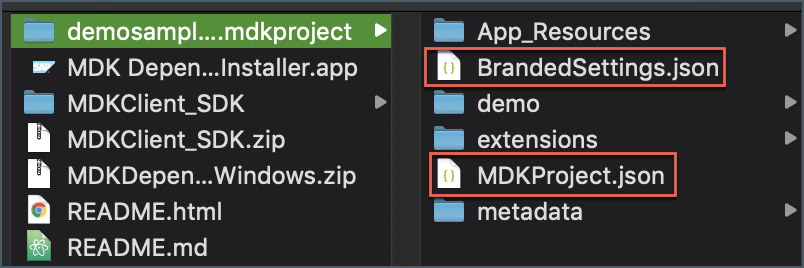 demosampl....mdkproject
MDK Depen...Installer.app
MDKClient_SDK
MDKClient_SDK.zip
MDKDepen...Windows.zip
README.html
README.md
App_Resources
BrandedSettings.json
demo
extensions
MDKProject.json
metadata